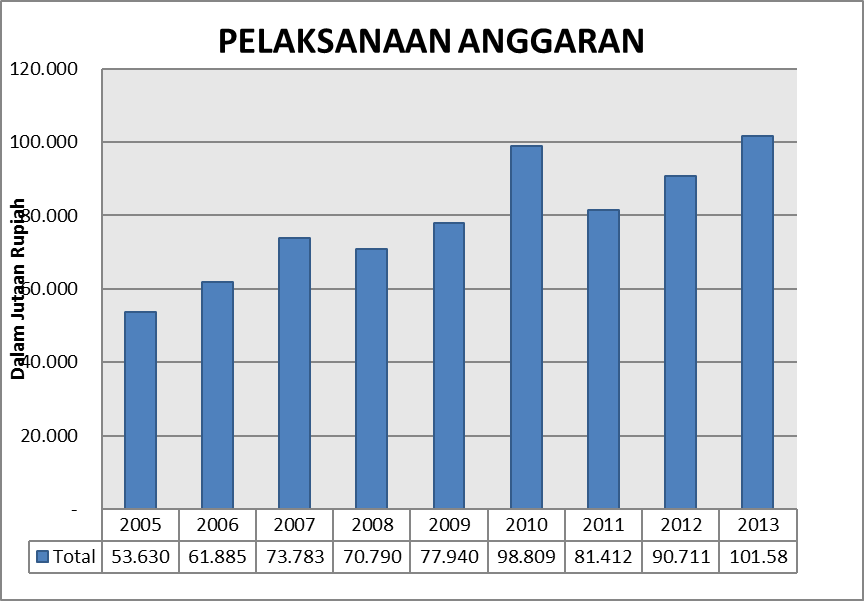 PELAKSANAAN ANGGARAN
120.000
100.000
80.000
60.000
40.000
20.000
-
Dalam Jutaan Rupiah
2005 2006 2007 2008 2009 2010 2011 2012 2013
Total 53.630 61.885 73.783 70.790 77.940 98.809 81.412 90.711 101.58